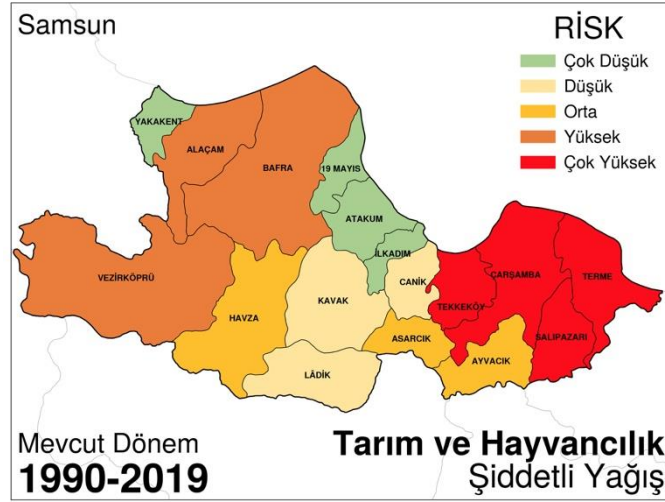 Samsun
RİSK
Çok Düşük
Düşük
Orta
Yüksek
Çok Yüksek
YAKAKENT
ALAÇAM
BAFRA
19 MAYIS
ATAKUM
İLKADIM
CANİK
VEZİRKÖPRÜ
HAVZA
KAVAK
TEKKEKÖY
ÇARŞAMBA
TERME
ASARCIK
SALIPAZARI
AYVACIK
LÂDİK
Mevcut Dönem
1990-2019
Tarım ve Hayvancılık
Şiddetli Yağış